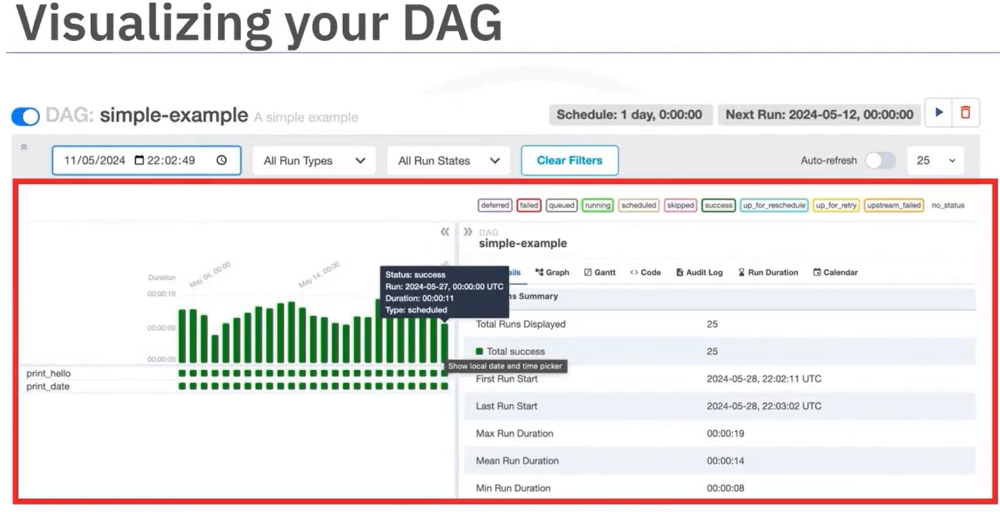 Visualizing your DAG
DAG: simple-example A simple example
Schedule: 1 day, 0:00:00
Next Run: 2024-05-12, 00:00:00
11/05/2024 22:02:49
All Run Types
All Run States
Clear Filters
Auto-refresh
25
deferred failed queued running scheduled skipped success up_for_reschedule up_for_retry upstream_failed no_status
DAG
simple-example
Graph Gantt Code Audit Log Run Duration Calendar
Duration
00:00:19
00:00:09
00:00:00
May 04, 00:00
May 14, 00:00
Status: success
Run: 2024-05-27, 00:00:00 UTC
Duration: 00:00:11
Type: scheduled
print_hello
print_date
Summary
Total Runs Displayed 25
Total success 25
Show local date and time picker
First Run Start 2024-05-28, 22:02:11 UTC
Last Run Start 2024-05-28, 22:03:02 UTC
Max Run Duration 00:00:19
Mean Run Duration 00:00:14
Min Run Duration 00:00:08